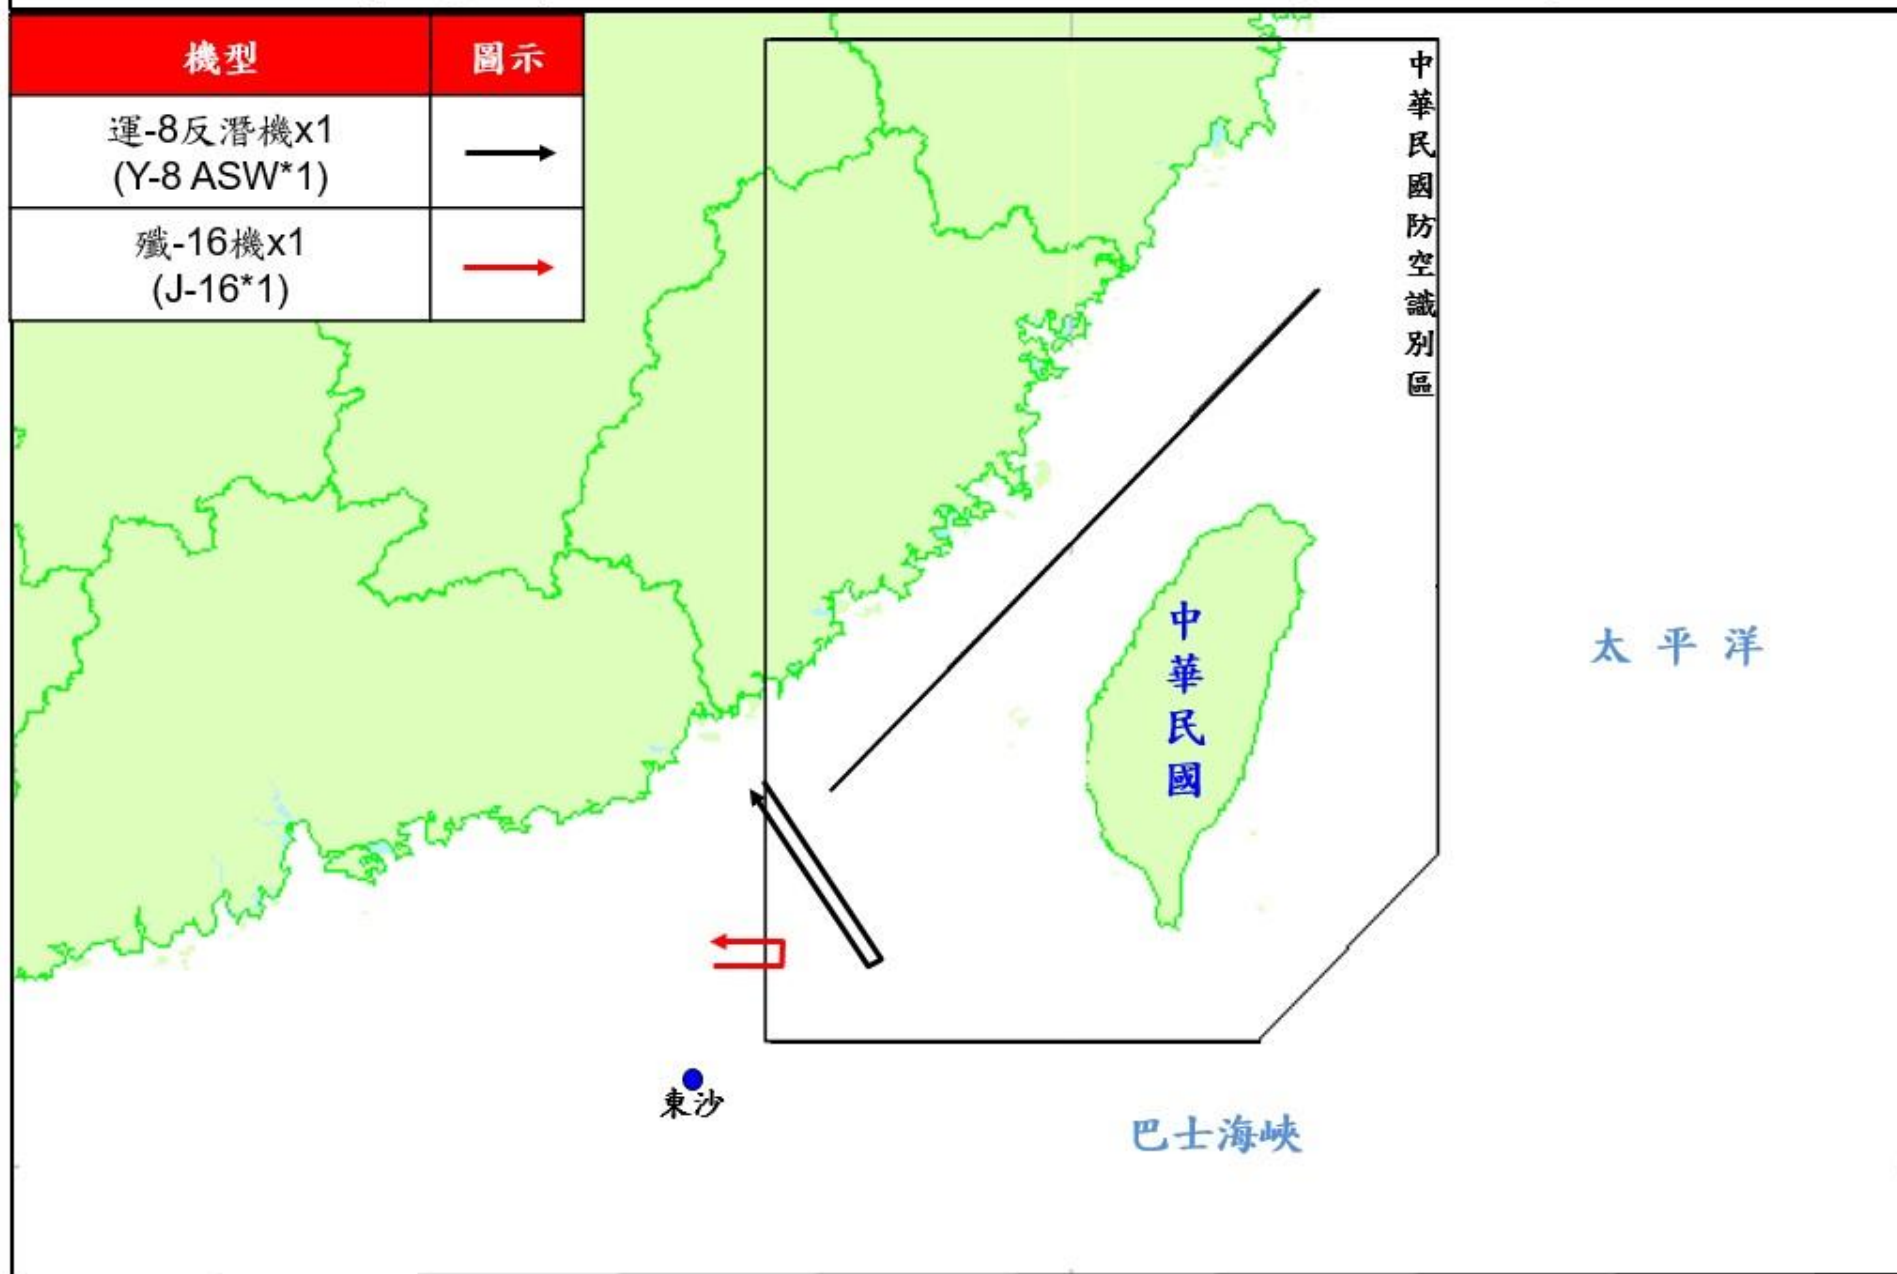 機型
圖示
運-8反潛機x1
(Y-8 ASW*1)
殲-16機x1
(J-16*1)
中華民國防空識別區
中華民國
太平洋
東沙
巴士海峽